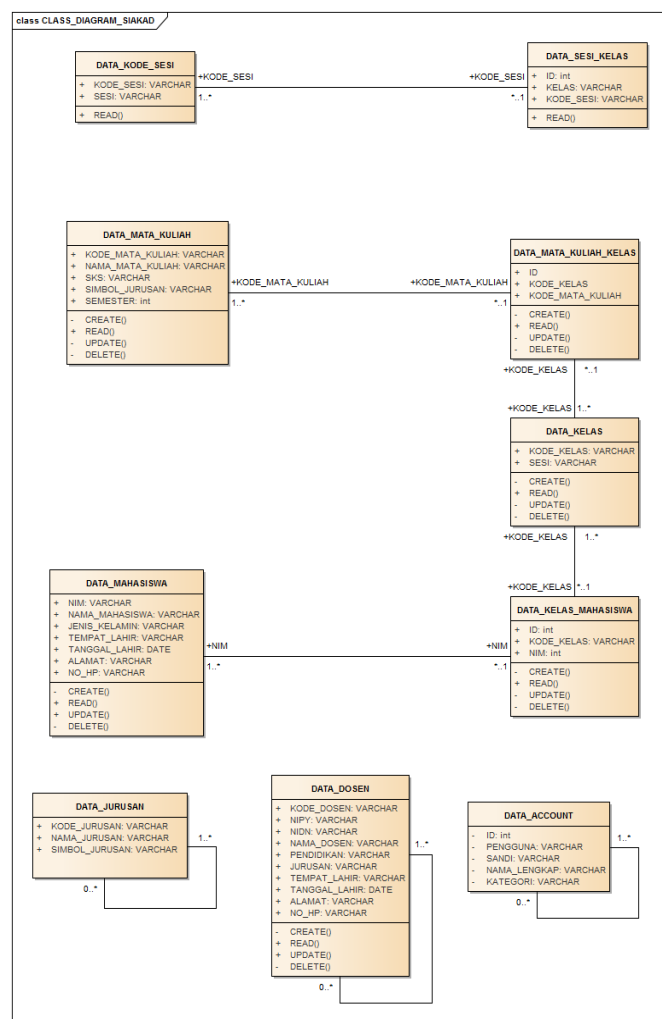 class CLASS_DIAGRAM_SIAKAD
DATA_KODE_SESI
+ KODE_SESI: VARCHAR
+ SESI: VARCHAR
+ READ()
+KODE_SESI
1..*
+KODE_SESI
*..1
DATA_SESI_KELAS
+ ID: int
+ KELAS: VARCHAR
+ KODE_SESI: VARCHAR
+ READ()
DATA_MATA_KULIAH
+ KODE_MATA_KULIAH: VARCHAR
+ NAMA_MATA_KULIAH: VARCHAR
+ SKS: VARCHAR
+ SIMBOL_JURUSAN: VARCHAR
+ SEMESTER: int
- CREATE()
+ READ()
- UPDATE()
- DELETE()
+KODE_MATA_KULIAH
1..*
+KODE_MATA_KULIAH
*..1
DATA_MATA_KULIAH_KELAS
+ ID
+ KODE_KELAS
+ KODE_MATA_KULIAH
- CREATE()
+ READ()
- UPDATE()
- DELETE()
+KODE_KELAS *..1
+KODE_KELAS 1..*
DATA_KELAS
+ KODE_KELAS: VARCHAR
+ SESI: VARCHAR
- CREATE()
+ READ()
- UPDATE()
- DELETE()
+KODE_KELAS 1..*
+KODE_KELAS *..1
DATA_MAHASISWA
+ NIM: VARCHAR
+ NAMA_MAHASISWA: VARCHAR
+ JENIS_KELAMIN: VARCHAR
+ TEMPAT_LAHIR: VARCHAR
+ TANGGAL_LAHIR: DATE
+ ALAMAT: VARCHAR
+ NO_HP: VARCHAR
- CREATE()
+ READ()
+ UPDATE()
- DELETE()
+NIM
1..*
+NIM
*..1
DATA_KELAS_MAHASISWA
+ ID: int
+ KODE_KELAS: VARCHAR
+ NIM: int
- CREATE()
+ READ()
- UPDATE()
- DELETE()
DATA_JURUSAN
+ KODE_JURUSAN: VARCHAR
+ NAMA_JURUSAN: VARCHAR
+ SIMBOL_JURUSAN: VARCHAR
1..*
0..*
DATA_DOSEN
+ KODE_DOSEN: VARCHAR
+ NIPY: VARCHAR
+ NIDN: VARCHAR
+ NAMA_DOSEN: VARCHAR
+ PENDIDIKAN: VARCHAR
+ JURUSAN: VARCHAR
+ TEMPAT_LAHIR: VARCHAR
+ TANGGAL_LAHIR: DATE
+ ALAMAT: VARCHAR
+ NO_HP: VARCHAR
- CREATE()
+ READ()
+ UPDATE()
- DELETE()
1..*
0..*
DATA_ACCOUNT
- ID: int
- PENGGUNA: VARCHAR
- SANDI: VARCHAR
- NAMA_LENGKAP: VARCHAR
- KATEGORI: VARCHAR
1..*
0..*